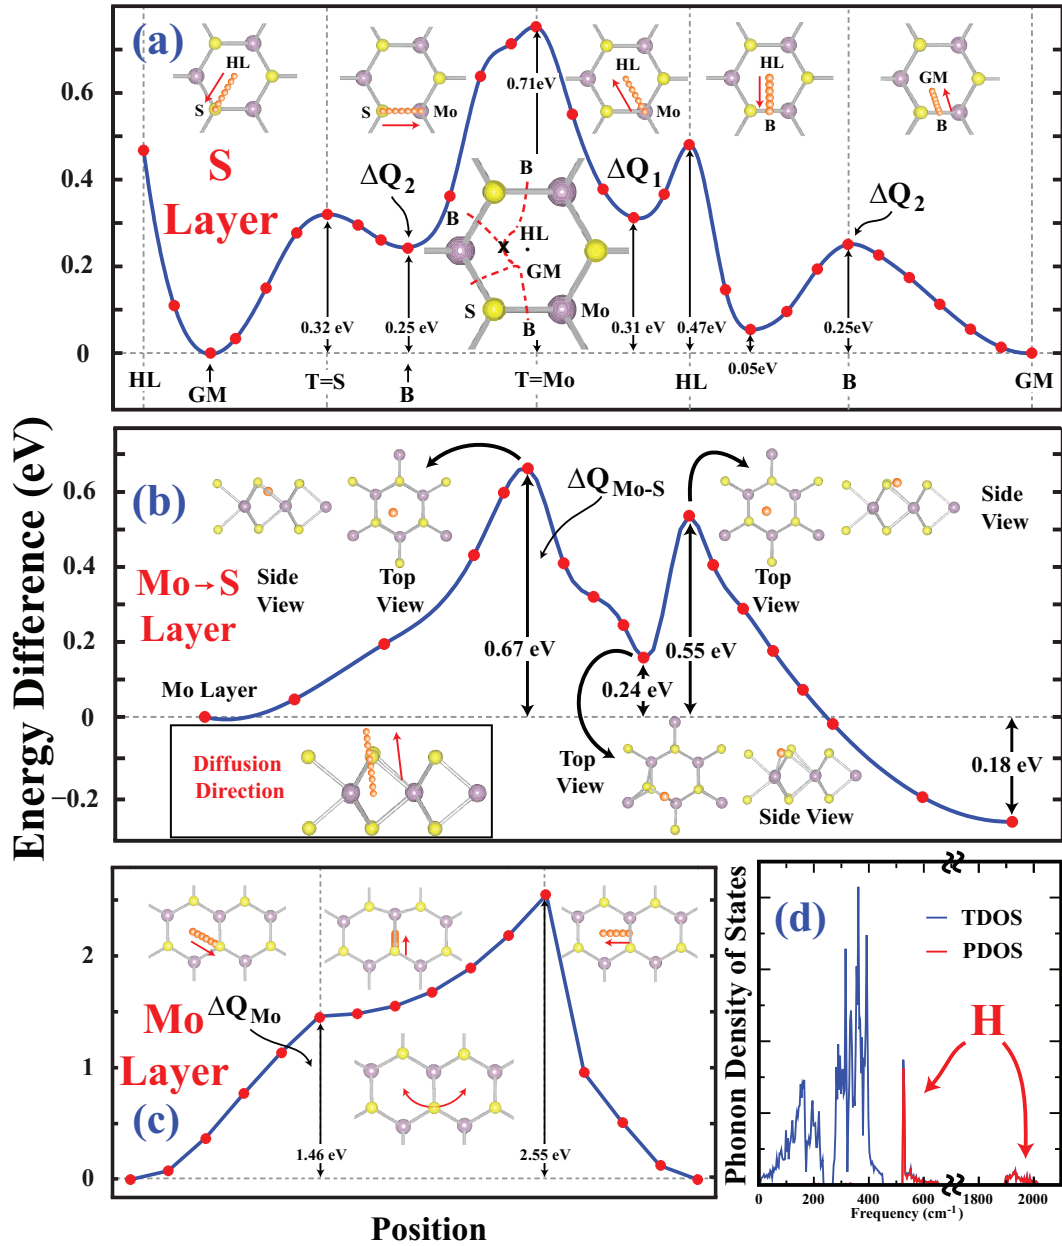 Energy Difference (eV)
(a)
S
Layer
0.6
0.4
0.2
0
HL
S
S
Mo
HL
Mo
HL
B
GM
B
0.71eV
ΔQ2
ΔQ1
ΔQ2
B
B
HL
X
GM
S
Mo
B
0.32 eV
0.25 eV
0.31 eV
0.47eV
0.05eV
0.25eV
HL
GM
T=S
B
T=Mo
HL
B
GM
(b)
Mo→S
Layer
0.6
0.4
0.2
0
−0.2
Side
View
Top
View
ΔQMo-S
Top
View
Side
View
Mo Layer
0.67 eV
0.24 eV
0.55 eV
0.18 eV
Diffusion
Direction
Top
View
Side View
(c)
Mo
Layer
2
1
0
ΔQMo
1.46 eV
2.55 eV
Position
(d)
Phonon Density of States
TDOS
PDOS
H
0 200 400 600 1800 2000
Frequency (cm-1)